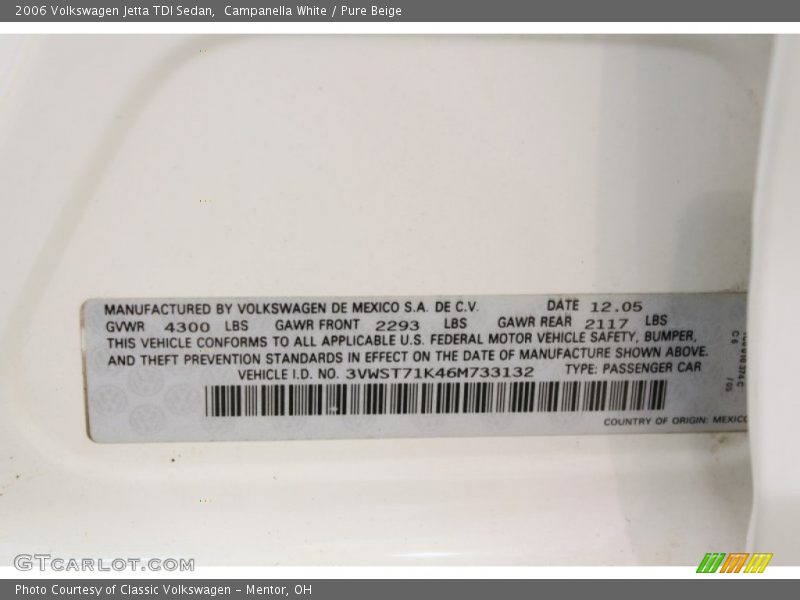 2006 Volkswagen Jetta TDI Sedan, Campanella White / Pure Beige
MANUFACTURED BY VOLKSWAGEN DE MEXICO S.A. DE C.V. DATE 12.05
GVWR 4300 LBS GAWR FRONT 2293 LBS GAWR REAR 2117 LBS
THIS VEHICLE CONFORMS TO ALL APPLICABLE U.S. FEDERAL MOTOR VEHICLE SAFETY, BUMPER,
AND THEFT PREVENTION STANDARDS IN EFFECT ON THE DATE OF MANUFACTURE SHOWN ABOVE.
VEHICLE I.D. NO. 3VWST71K46M733132 TYPE: PASSENGER CAR
COUNTRY OF ORIGIN: MEXICO
GTCARLOT.COM
Photo Courtesy of Classic Volkswagen - Mentor, OH